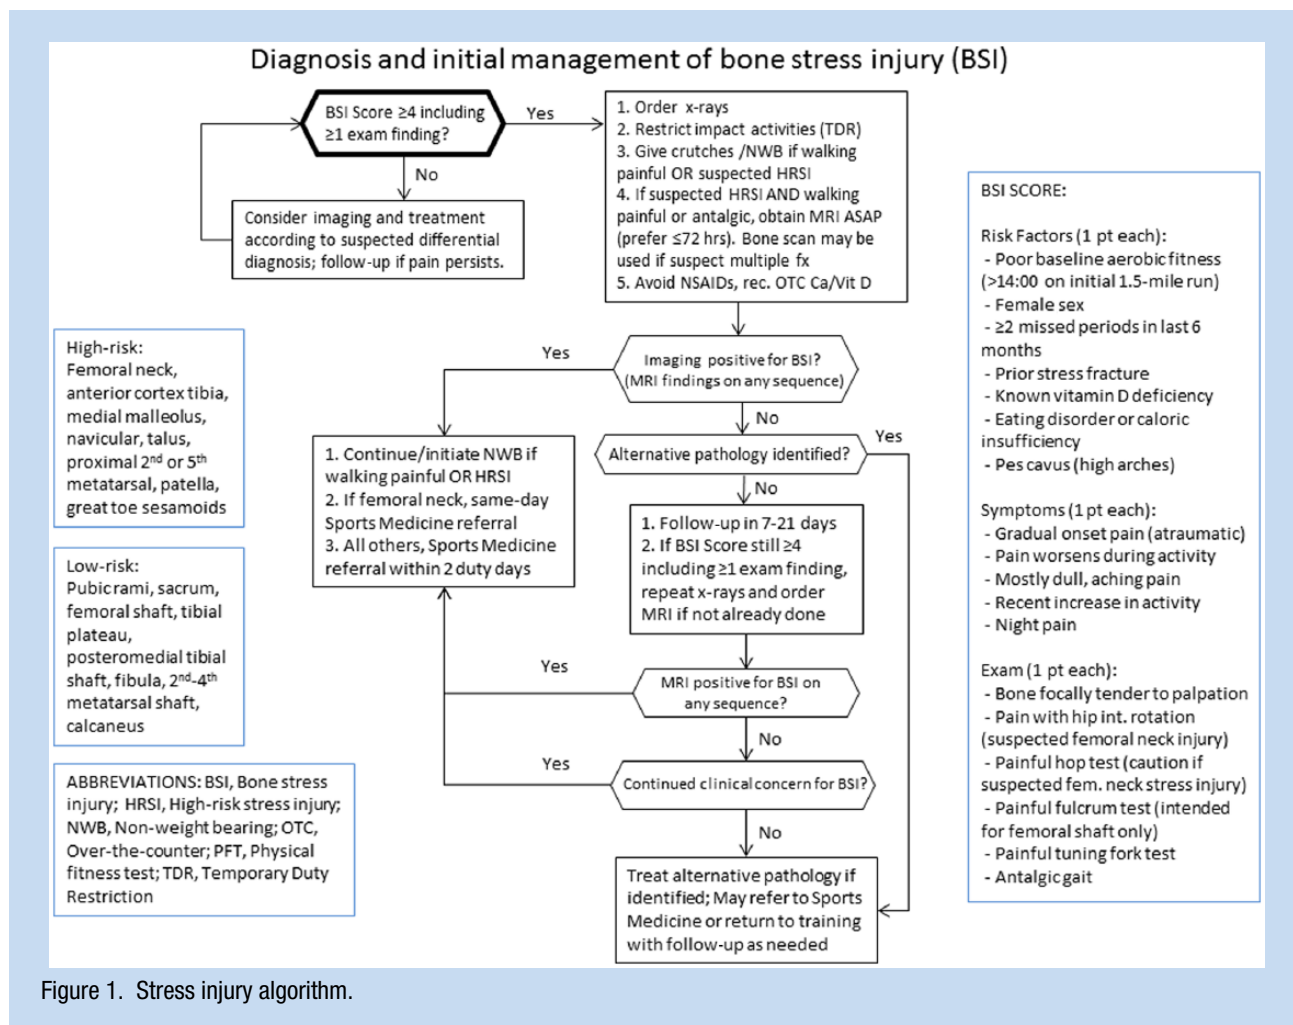 Diagnosis and initial management of bone stress injury (BSI)
BSI Score ≥4 including
≥1 exam finding?
Yes
No
Consider imaging and treatment
according to suspected differential
diagnosis; follow-up if pain persists.
1. Order x-rays
2. Restrict impact activities (TDR)
3. Give crutches /NWB if walking
painful OR suspected HRSI
4. If suspected HRSI AND walking
painful or antalgic, obtain MRI ASAP
(prefer ≤72 hrs). Bone scan may be
used if suspect multiple fx
5. Avoid NSAIDs, rec. OTC Ca/Vit D
Imaging positive for BSI?
(MRI findings on any sequence)
Yes
No
Alternative pathology identified?
Yes
No
1. Continue/initiate NWB if
walking painful OR HRSI
2. If femoral neck, same-day
Sports Medicine referral
3. All others, Sports Medicine
referral within 2 duty days
1. Follow-up in 7-21 days
2. If BSI Score still ≥4
including ≥1 exam finding,
repeat x-rays and order
MRI if not already done
MRI positive for BSI on
any sequence?
Yes
No
Continued clinical concern for BSI?
Yes
No
Treat alternative pathology if
identified; May refer to Sports
Medicine or return to training
with follow-up as needed
High-risk:
Femoral neck,
anterior cortex tibia,
medial malleolus,
navicular, talus,
proximal 2nd or 5th
metatarsal, patella,
great toe sesamoids
Low-risk:
Pubic rami, sacrum,
femoral shaft, tibial
plateau,
posteromedial tibial
shaft, fibula, 2nd-4th
metatarsal shaft,
calcaneus
ABBREVIATIONS: BSI, Bone stress
injury; HRSI, High-risk stress injury;
NWB, Non-weight bearing; OTC,
Over-the-counter; PFT, Physical
fitness test; TDR, Temporary Duty
Restriction
BSI SCORE:
Risk Factors (1 pt each):
- Poor baseline aerobic fitness
(>14:00 on initial 1.5-mile run)
- Female sex
- ≥2 missed periods in last 6
months
- Prior stress fracture
- Known vitamin D deficiency
- Eating disorder or caloric
insufficiency
- Pes cavus (high arches)
Symptoms (1 pt each):
- Gradual onset pain (atraumatic)
- Pain worsens during activity
- Mostly dull, aching pain
- Recent increase in activity
- Night pain
Exam (1 pt each):
- Bone focally tender to palpation
- Pain with hip int. rotation
(suspected femoral neck injury)
- Painful hop test (caution if
suspected fem. neck stress injury)
- Painful fulcrum test (intended
for femoral shaft only)
- Painful tuning fork test
- Antalgic gait
Figure 1. Stress injury algorithm.